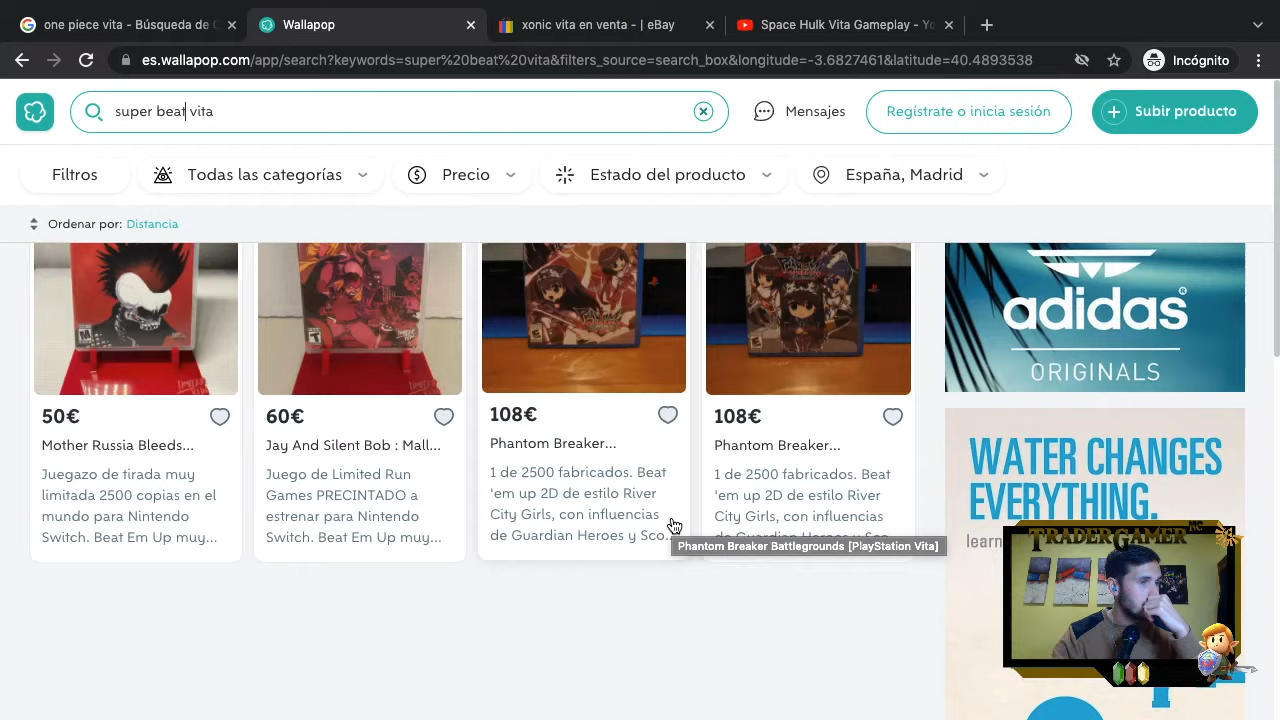 one piece vita - Búsqueda de
Wallapop
xonic vita en venta - | eBay
Space Hulk Vita Gameplay - Yo
es.wallapop.com/app/search?keywords=super%20beat%20vita&filters_source=search_box&longitude=-3.6827461&latitude=40.4893538
Incógnito
super beat vita
Mensajes
Regístrate o inicia sesión
Subir producto
Filtros
Todas las categorías
Precio
Estado del producto
España, Madrid
Ordenar por: Distancia
50€
Mother Russia Bleeds...
Juegazo de tirada muy
limitada 2500 copias en el
mundo para Nintendo
Switch. Beat Em Up muy...
60€
Jay And Silent Bob : Mall...
Juego de Limited Run
Games PRECINTADO a
estrenar para Nintendo
Switch. Beat Em Up muy...
108€
Phantom Breaker...
1 de 2500 fabricados. Beat
'em up 2D de estilo River
City Girls, con influencias
de Guardian Heroes y Sco...
108€
Phantom Breaker...
1 de 2500 fabricados. Beat
'em up 2D de estilo River
City Girls, con influencias
de Guardian Heroes y Sco...
Phantom Breaker Battlegrounds [PlayStation Vita]
adidas
ORIGINALS
WATER CHANGES
EVERYTHING.
learn
TRADERGAMER